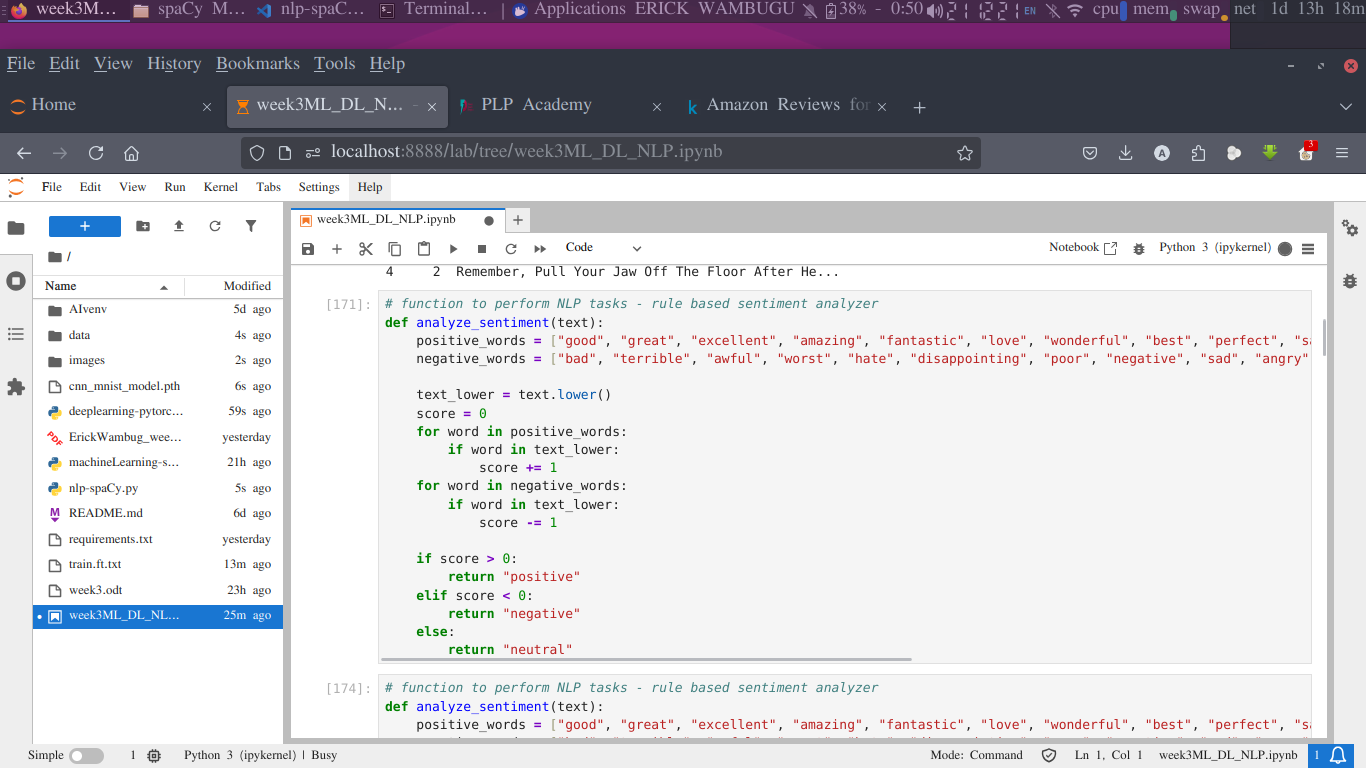 week3M... spaCy M... nlp-spaC... Terminal... Applications ERICK WAMBUGU 38% - 0:50 EN cpu mem swap net 1d 13h 18m
File Edit View History Bookmarks Tools Help
Home week3ML_DL_N... PLP Academy Amazon Reviews for
localhost:8888/lab/tree/week3ML_DL_NLP.ipynb
3
File Edit View Run Kernel Tabs Settings Help
week3ML_DL_NLP.ipynb
Code Notebook Python 3 (ipykernel)
/
Name Modified
AIvenv 5d ago
data 4s ago
images 2s ago
cnn_mnist_model.pth 6s ago
deeplearning-pytorc... 59s ago
ErickWambug_wee... yesterday
machineLearning-s... 21h ago
nlp-spaCy.py 5s ago
README.md 6d ago
requirements.txt yesterday
train.ft.txt 13m ago
week3.odt 23h ago
week3ML_DL_NL... 25m ago
4 2 Remember, Pull Your Jaw Off The Floor After He...
[171]: # function to perform NLP tasks - rule based sentiment analyzer
def analyze_sentiment(text):
positive_words = ["good", "great", "excellent", "amazing", "fantastic", "love", "wonderful", "best", "perfect", "sa
negative_words = ["bad", "terrible", "awful", "worst", "hate", "disappointing", "poor", "negative", "sad", "angry"
text_lower = text.lower()
score = 0
for word in positive_words:
if word in text_lower:
score += 1
for word in negative_words:
if word in text_lower:
score -= 1
if score > 0:
return "positive"
elif score < 0:
return "negative"
else:
return "neutral"
[174]: # function to perform NLP tasks - rule based sentiment analyzer
def analyze_sentiment(text):
positive_words = ["good", "great", "excellent", "amazing", "fantastic", "love", "wonderful", "best", "perfect", "sa
Simple 1 Python 3 (ipykernel) | Busy Mode: Command Ln 1, Col 1 week3ML_DL_NLP.ipynb 1